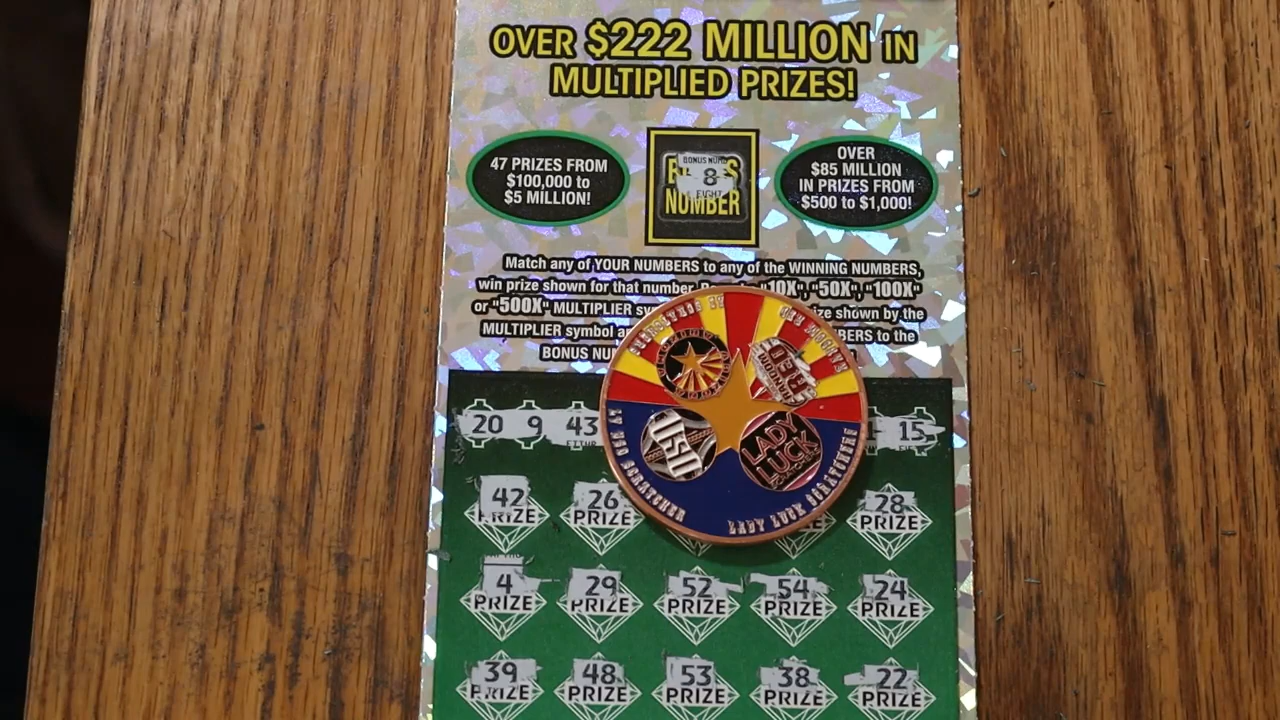 OVER $222 MILLION IN
MULTIPLIED PRIZES!
47 PRIZES FROM
$100,000 to
$5 MILLION!
BONUS NUM
8
EIGHT
NUMBER
OVER
$85 MILLION
IN PRIZES FROM
$500 to $1,000!
Match any of YOUR NUMBERS to any of the WINNING NUMBERS,
win prize shown for that number. "10X", "50X", "100X"
or "500X" MULTIPLIER shown by the
MULTIPLIER symbol to the
BONUS
20 9 43 15
LADY
LUCK
USO
LADY LUCK SCRATCHERS
42 26 28
PRIZE PRIZE PRIZE
4 29 52 54 24
PRIZE PRIZE PRIZE PRIZE PRIZE
39 48 53 38 22
PRIZE PRIZE PRIZE PRIZE PRIZE